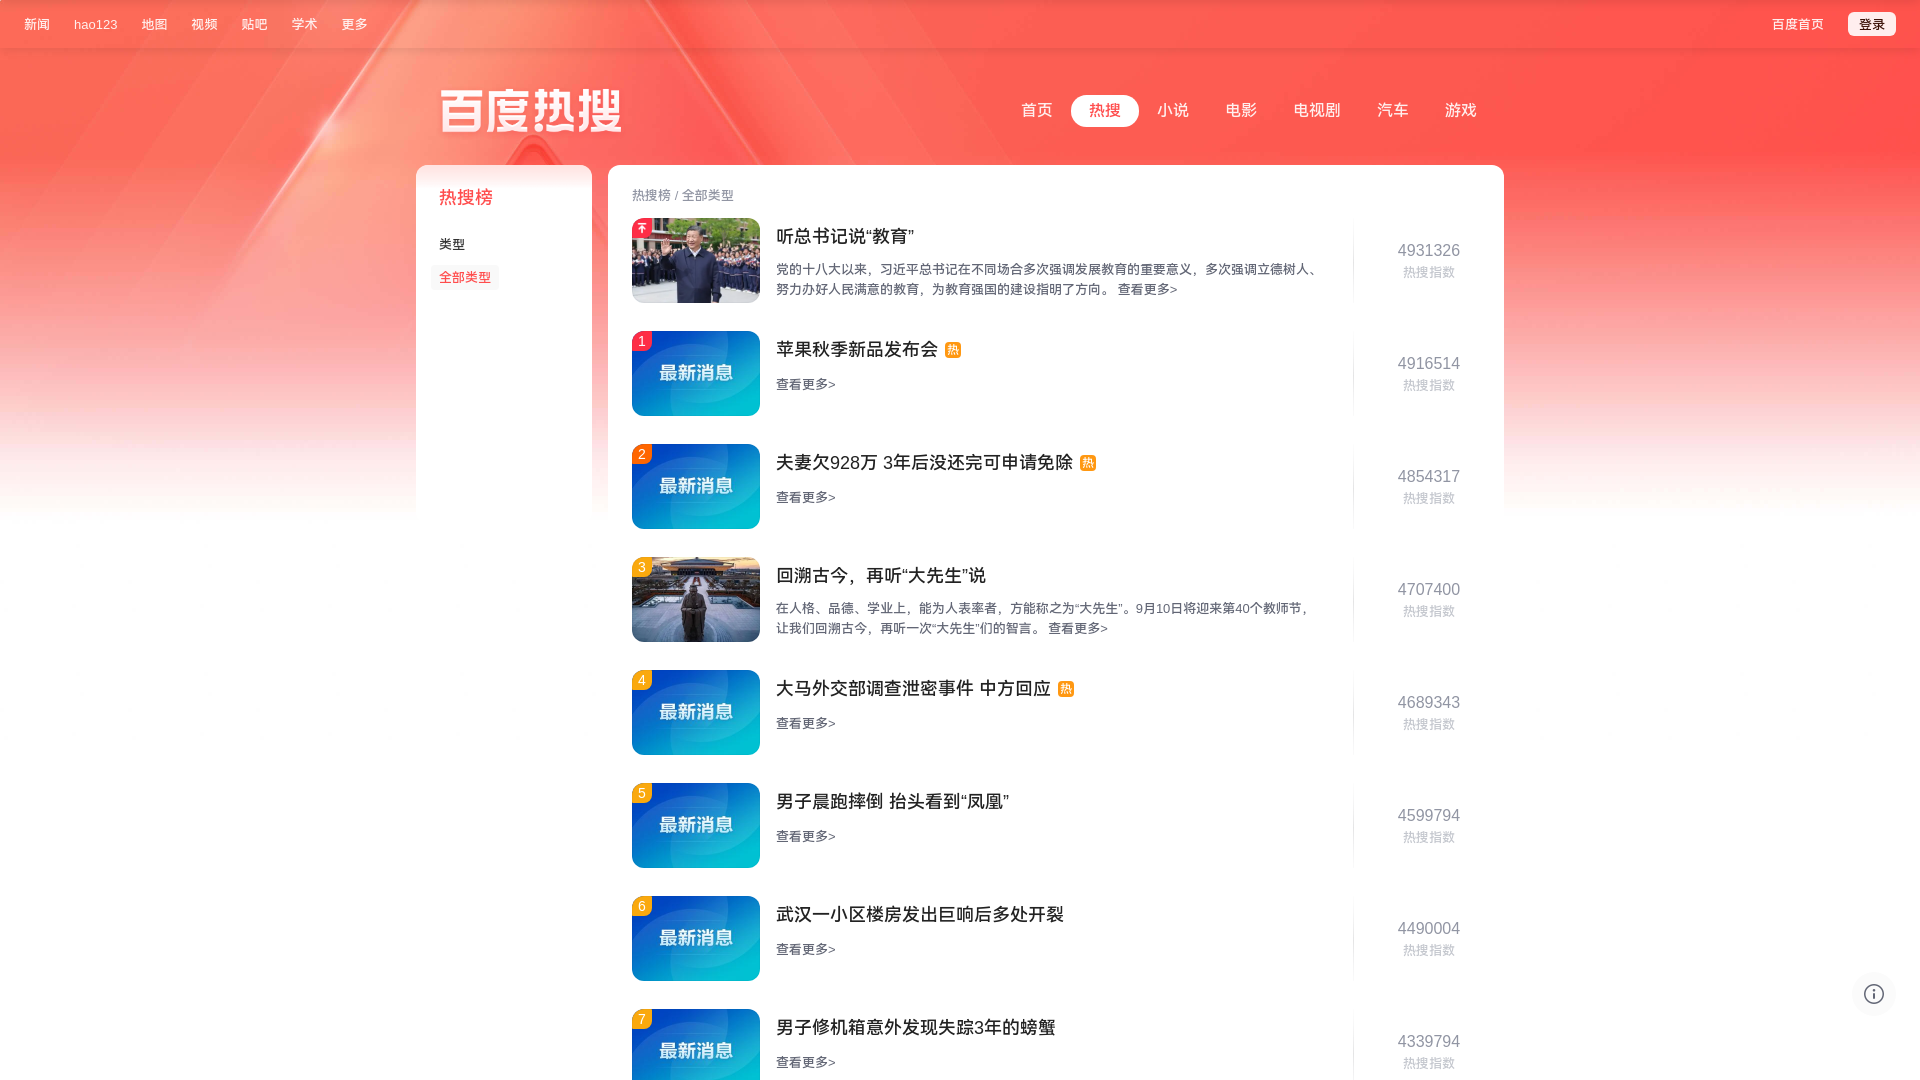 新闻 hao123 地图 视频 贴吧 学术 更多 百度首页 登录
百度热搜
首页 热搜 小说 电影 电视剧 汽车 游戏
热搜榜
类型
全部类型
热搜榜 / 全部类型
听总书记说“教育”
党的十八大以来，习近平总书记在不同场合多次强调发展教育的重要意义，多次强调立德树人、
努力办好人民满意的教育，为教育强国的建设指明了方向。 查看更多>
4931326
热搜指数
1
最新消息
苹果秋季新品发布会 热
查看更多>
4916514
热搜指数
2
最新消息
夫妻欠928万 3年后没还完可申请免除 热
查看更多>
4854317
热搜指数
3
回溯古今，再听“大先生”说
在人格、品德、学业上，能为人表率者，方能称之为“大先生”。9月10日将迎来第40个教师节，
让我们回溯古今，再听一次“大先生”们的智言。 查看更多>
4707400
热搜指数
4
最新消息
大马外交部调查泄密事件 中方回应 热
查看更多>
4689343
热搜指数
5
最新消息
男子晨跑摔倒 抬头看到“凤凰”
查看更多>
4599794
热搜指数
6
最新消息
武汉一小区楼房发出巨响后多处开裂
查看更多>
4490004
热搜指数
7
最新消息
男子修机箱意外发现失踪3年的螃蟹
查看更多>
4339794
热搜指数